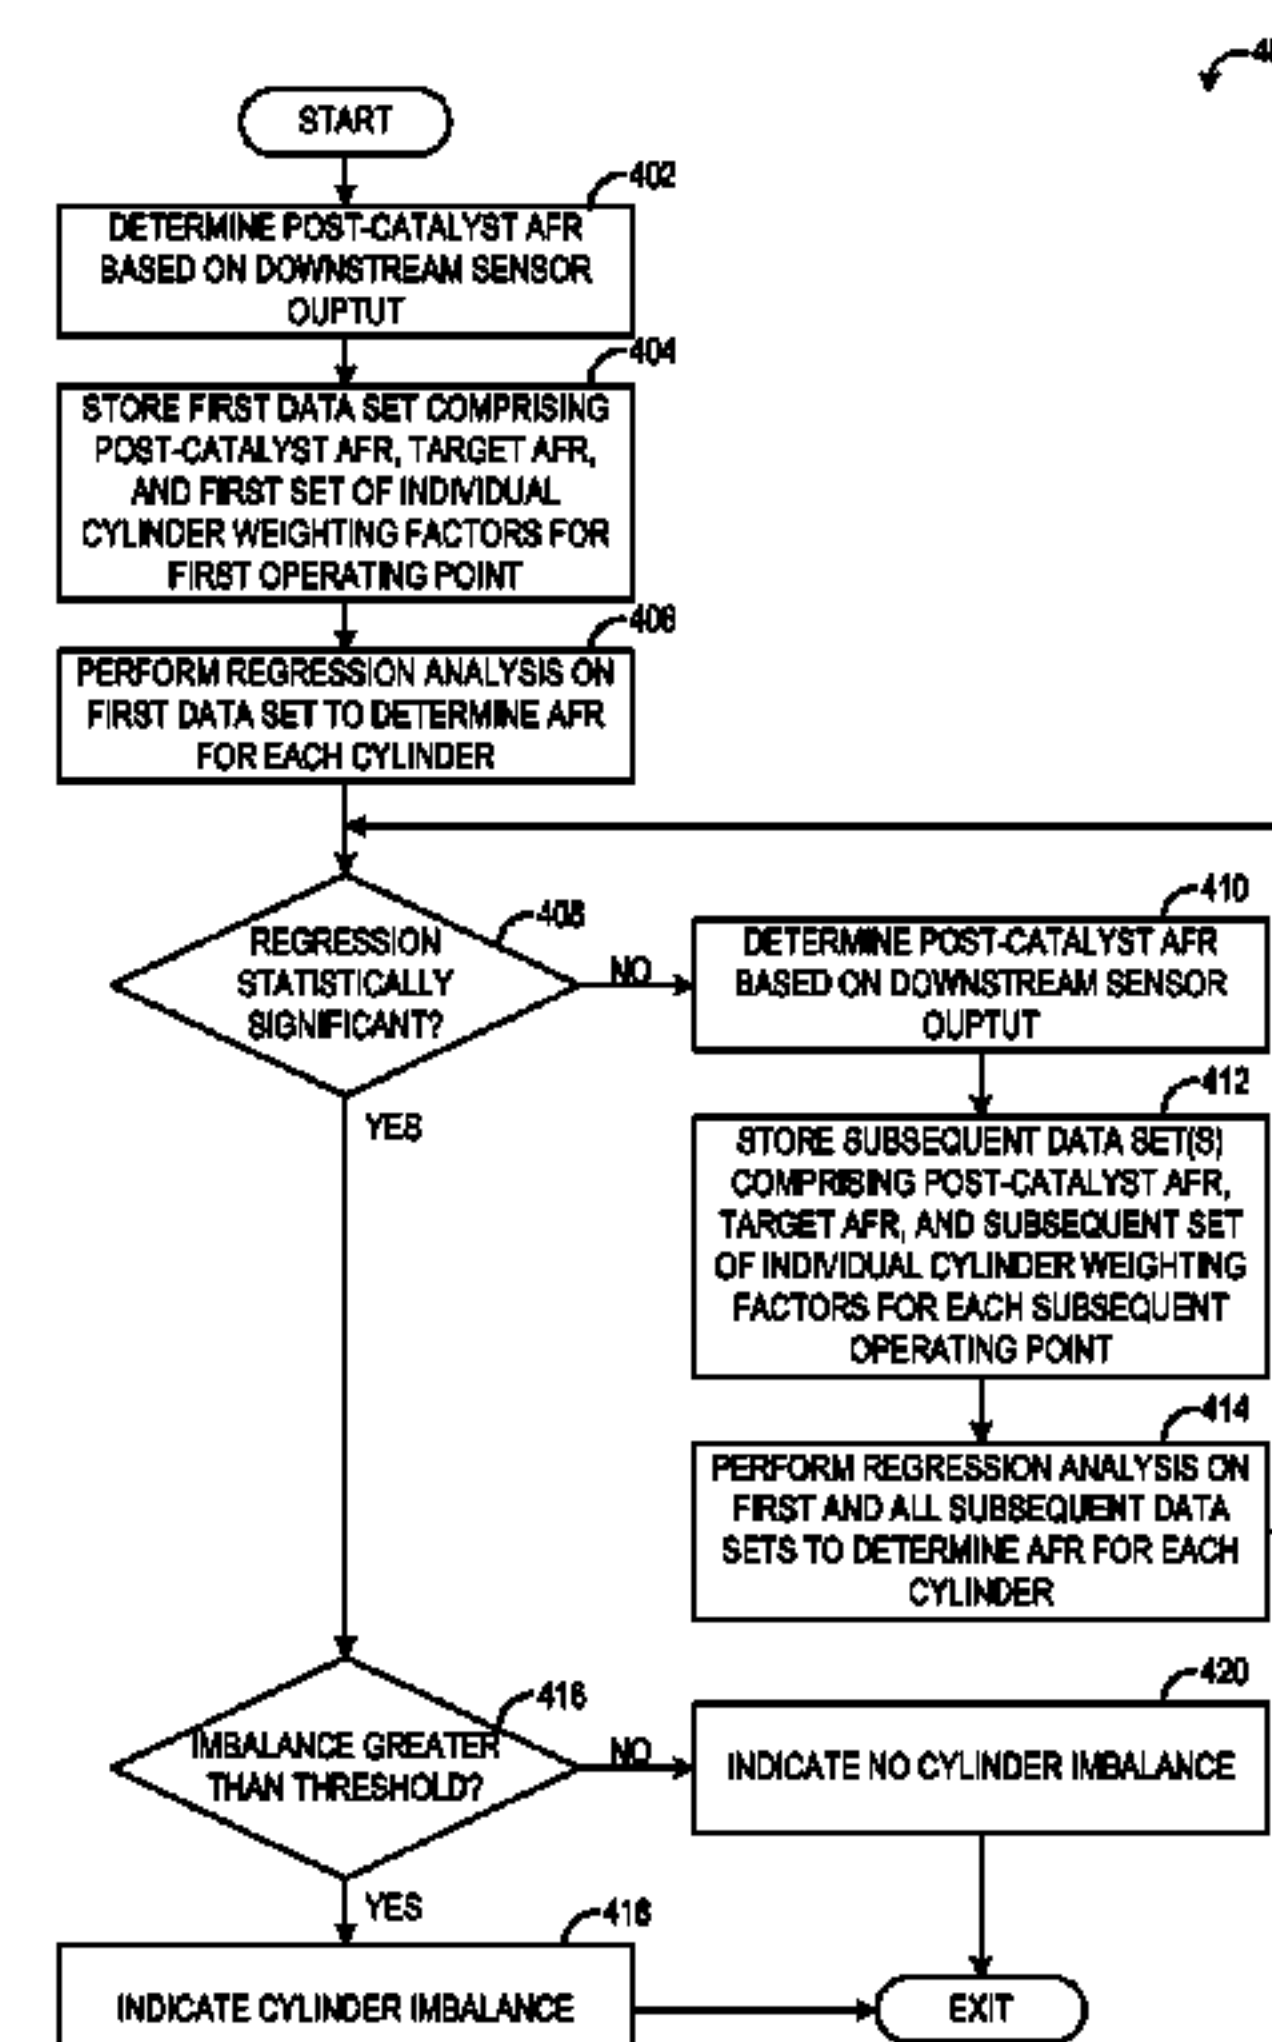 START
402
DETERMINE POST-CATALYST AFR
BASED ON DOWNSTREAM SENSOR
OUPTUT
404
STORE FIRST DATA SET COMPRISING
POST-CATALYST AFR, TARGET AFR,
AND FIRST SET OF INDIVIDUAL
CYLINDER WEIGHTING FACTORS FOR
FIRST OPERATING POINT
406
PERFORM REGRESSION ANALYSIS ON
FIRST DATA SET TO DETERMINE AFR
FOR EACH CYLINDER
408
REGRESSION
STATISTICALLY
SIGNIFICANT?
NO
YES
410
DETERMINE POST-CATALYST AFR
BASED ON DOWNSTREAM SENSOR
OUPTUT
412
STORE SUBSEQUENT DATA SET(S)
COMPRISING POST-CATALYST AFR,
TARGET AFR, AND SUBSEQUENT SET
OF INDIVIDUAL CYLINDER WEIGHTING
FACTORS FOR EACH SUBSEQUENT
OPERATING POINT
414
PERFORM REGRESSION ANALYSIS ON
FIRST AND ALL SUBSEQUENT DATA
SETS TO DETERMINE AFR FOR EACH
CYLINDER
416
IMBALANCE GREATER
THAN THRESHOLD?
NO
YES
420
INDICATE NO CYLINDER IMBALANCE
418
INDICATE CYLINDER IMBALANCE
EXIT